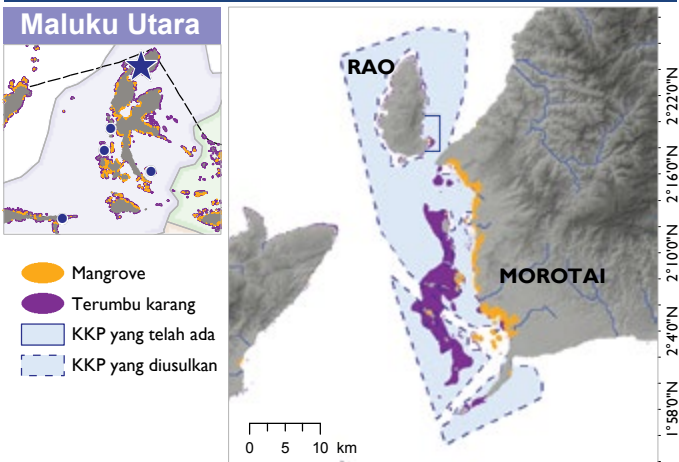 Maluku Utara
Mangrove
Terumbu karang
KKP yang telah ada
KKP yang diusulkan
RAO
MOROTAI
0 5 10 km
2°22'0"N
2°16'0"N
2°10'0"N
2°4'0"N
1°58'0"N